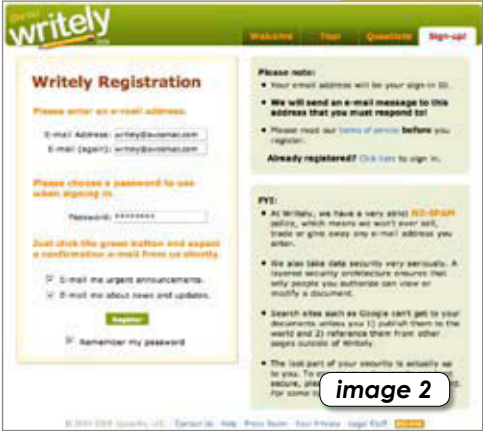 writely
Welcome Tour Questions Sign-up!
Writely Registration
Please enter an e-mail address.
E-mail Address:
E-mail (again):
Please choose a password to use
when signing in.
Password: ********
Just click the green button and expect
a confirmation e-mail from us shortly.
E-mail me urgent announcements.
E-mail me about news and updates.
Register
Remember my password
Please note:
• Your email address will be your sign-in ID.
• We will send an e-mail message to this
address that you must respond to!
• Please read our terms of service before you
register.
Already registered? Click here to sign in.
FYI:
• At Writely, we have a very strict NO-SPAM
policy, which means we won't ever sell,
trade or give away any e-mail address you
enter.
• We also take data security very seriously. A
layered security architecture ensures that
only people you authorize can view or
modify a document.
• Search sites such as Google can't get to your
documents unless you 1) publish them to the
world and 2) reference them from other
pages outside of Writely.
• The last part of your security is actually up
to you. To
secure,
For some
image 2
Contact Us Help Press Room Your Privacy Legal Stuff